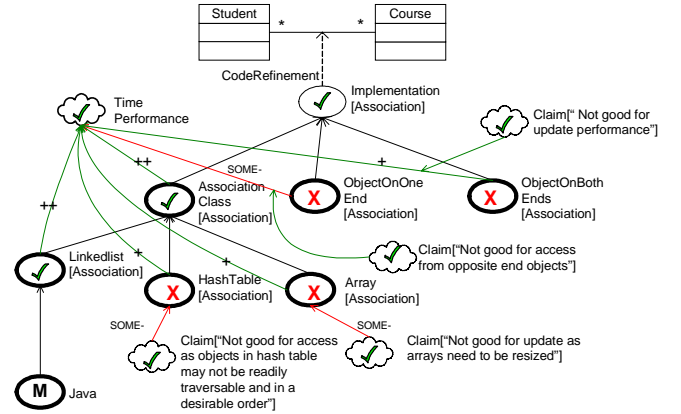 Student
Course
*
*
CodeRefinement
Implementation
[Association]
Time
Performance
Claim[“ Not good for
update performance”]
++
SOME-
+
Association
Class
[Association]
ObjectOnOne
End
[Association]
X
ObjectOnBoth
Ends
[Association]
X
++
+
+
Linkedlist
[Association]
HashTable
[Association]
X
Array
[Association]
X
Claim[“Not good for access
from opposite end objects”]
SOME-
SOME-
Claim[“Not good for access
as objects in hash table
may not be readily
traversable and in a
desirable order”]
Claim[“Not good for update as
arrays need to be resized”]
M
Java